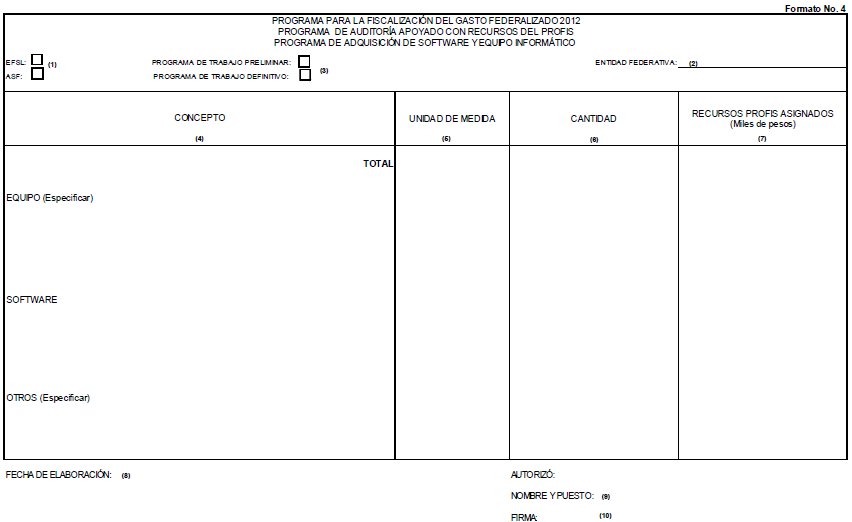 Formato No. 4
PROGRAMA PARA LA FISCALIZACIÓN DEL GASTO FEDERALIZADO 2012
PROGRAMA DE AUDITORÍA APOYADO CON RECURSOS DEL PROFIS
PROGRAMA DE ADQUISICIÓN DE SOFTWARE Y EQUIPO INFORMÁTICO
EFSL: (1) PROGRAMA DE TRABAJO PRELIMINAR: (3) ENTIDAD FEDERATIVA: (2)
ASF: PROGRAMA DE TRABAJO DEFINITIVO:
CONCEPTO UNIDAD DE MEDIDA CANTIDAD RECURSOS PROFIS ASIGNADOS
(Miles de pesos)
(4) (5) (6) (7)
TOTAL
EQUIPO (Especificar)
SOFTWARE
OTROS (Especificar)
FECHA DE ELABORACIÓN: (8) AUTORIZÓ:
NOMBRE Y PUESTO: (9)
FIRMA: (10)